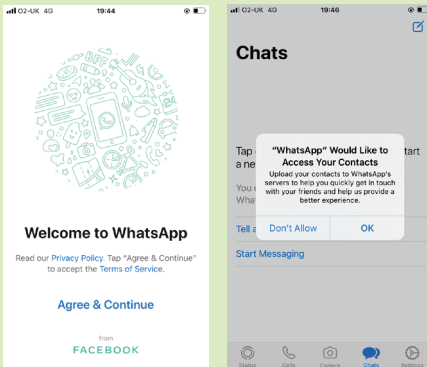 O2-UK 4G 19:44
Welcome to WhatsApp
Read our Privacy Policy. Tap "Agree & Continue"
to accept the Terms of Service.
Agree & Continue
from
FACEBOOK
O2-UK 4G 19:46
Chats
Tap
tart
a ne
"WhatsApp" Would Like to
Access Your Contacts
Upload your contacts to WhatsApp's
servers to help you quickly get in touch
with your friends and help us provide a
better experience.
You
What
Tell a
Don't Allow OK
Start Messaging
Status Calls Camera Chats Settings